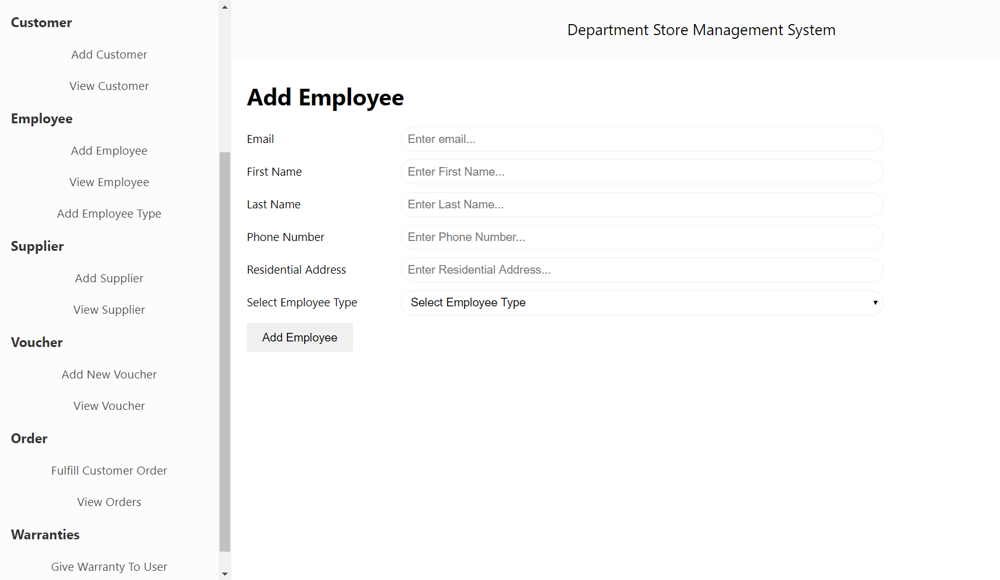 Customer
Add Customer
View Customer
Employee
Add Employee
View Employee
Add Employee Type
Supplier
Add Supplier
View Supplier
Voucher
Add New Voucher
View Voucher
Order
Fulfill Customer Order
View Orders
Warranties
Give Warranty To User
Department Store Management System
Add Employee
Email Enter email...
First Name Enter First Name...
Last Name Enter Last Name...
Phone Number Enter Phone Number...
Residential Address Enter Residential Address...
Select Employee Type Select Employee Type
Add Employee